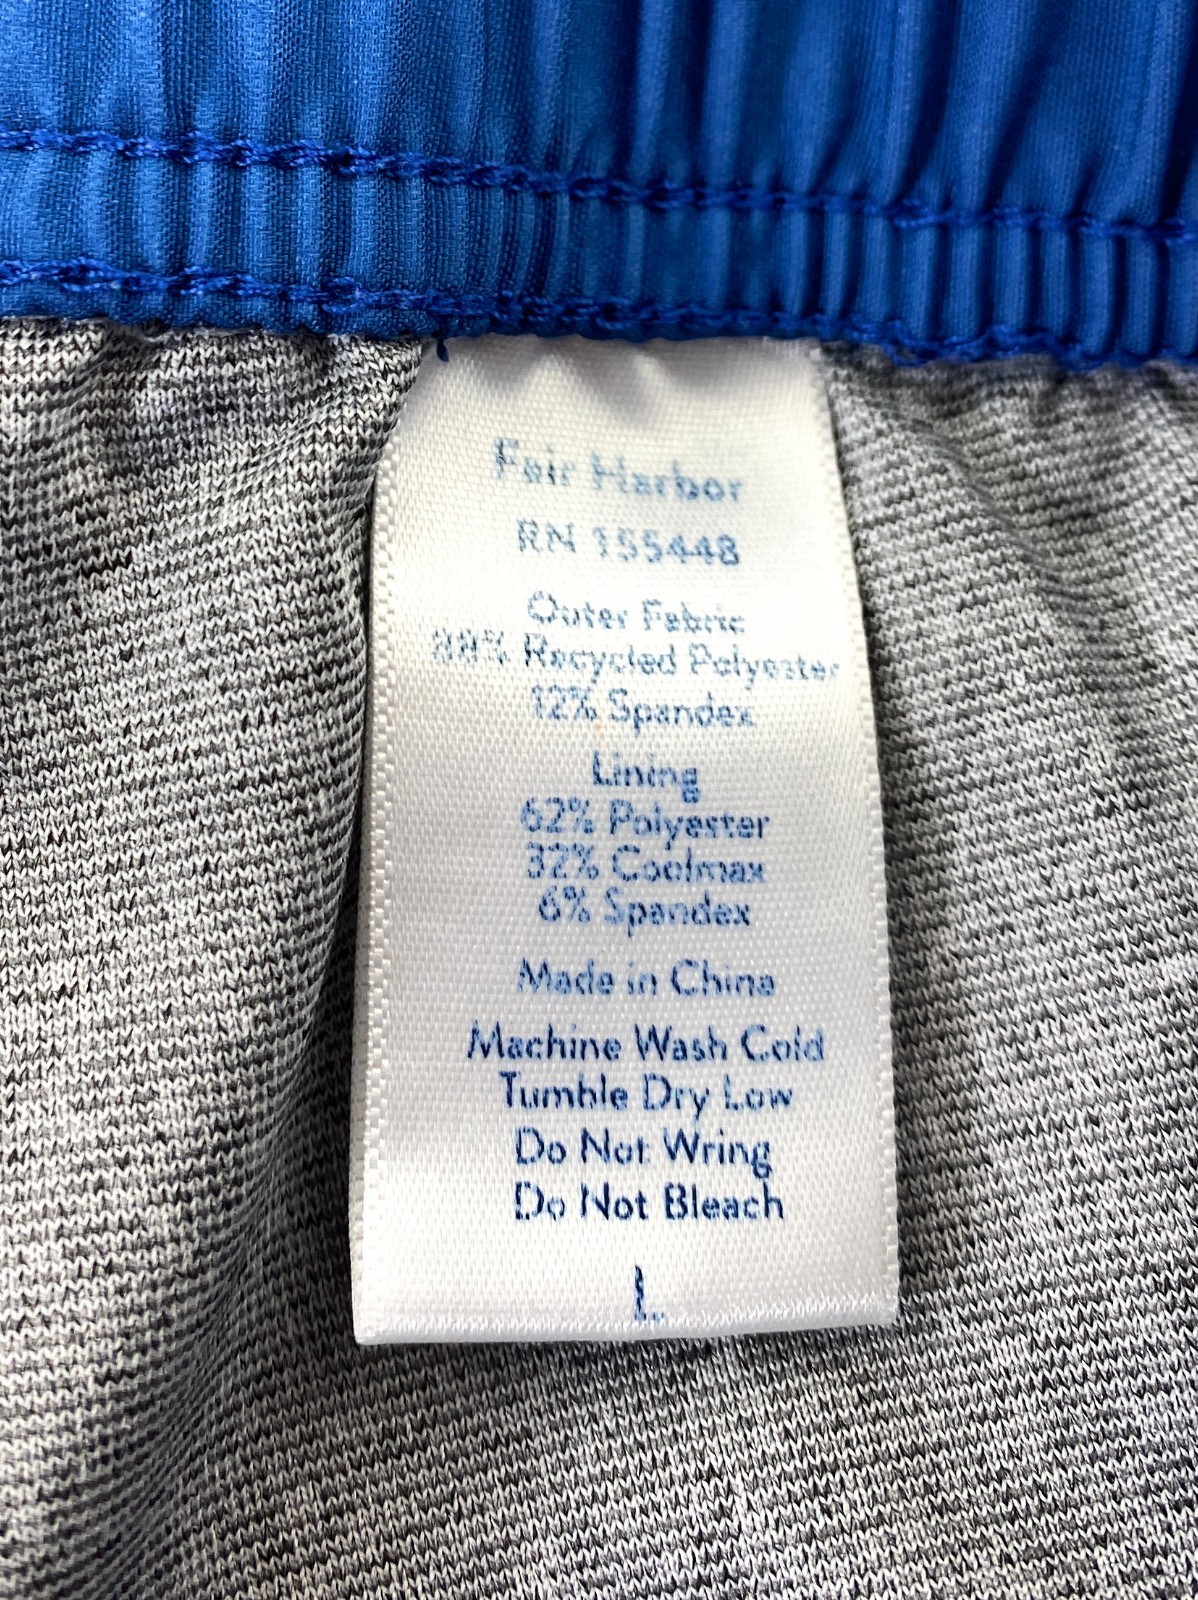 Fair Harbor
RN 155448
Outer Fabric
88% Recycled Polyester
12% Spandex
Lining
62% Polyester
32% Coolmax
6% Spandex
Made in China
Machine Wash Cold
Tumble Dry Low
Do Not Wring
Do Not Bleach
L